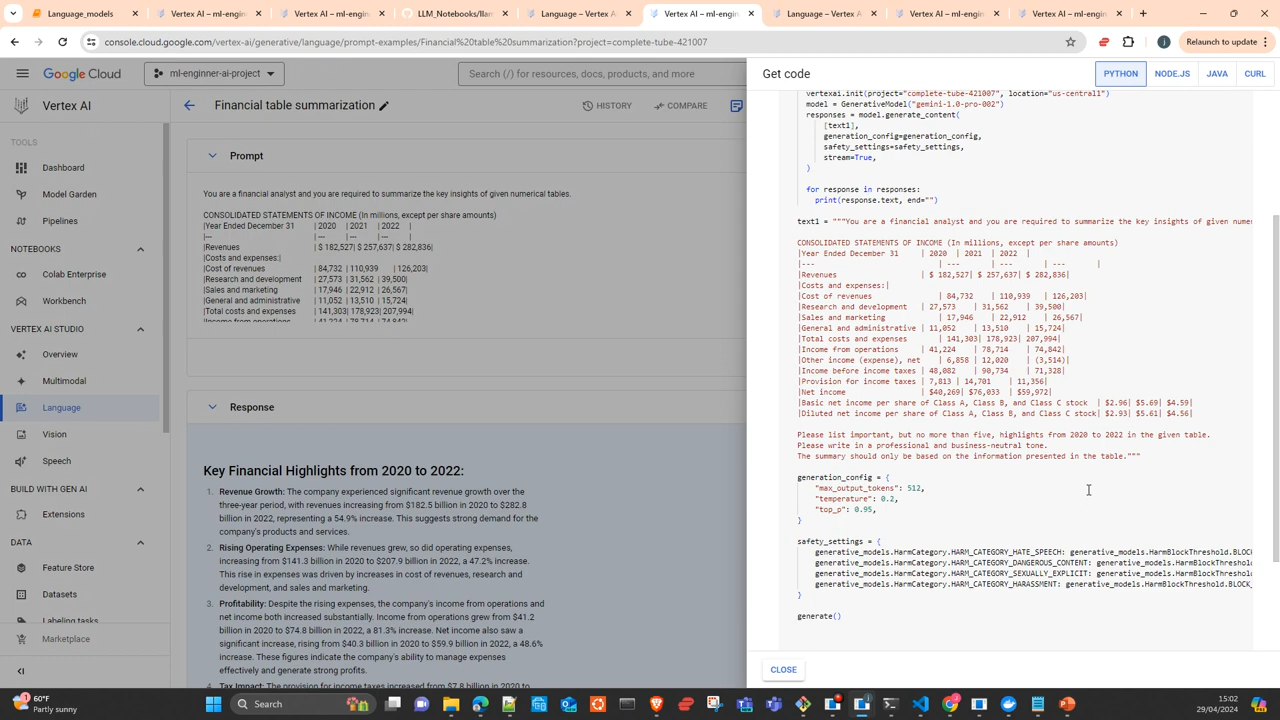 Language_models
Vertex AI – ml-enginner
Vertex AI – ml-enginner
LLM_Notebooks/llam
Language – Vertex A
Vertex AI – ml-engin
Language – Vertex A
Vertex AI – ml-engin
Vertex AI – ml-engin
console.cloud.google.com/vertex-ai/generative/language/prompt-examples/Financial%20table%20summarization?project=complete-tube-421007
Relaunch to update
Google Cloud
ml-enginner-ai-project
Search (/) for resources, docs, products, and more
Vertex AI
TOOLS
Dashboard
Model Garden
Pipelines
NOTEBOOKS
Colab Enterprise
Workbench
VERTEX AI STUDIO
Overview
Multimodal
Language
Vision
Speech
BUILD WITH GEN AI
Extensions
DATA
Feature Store
Datasets
Labeling tasks
Marketplace
Financial table summarization
HISTORY
COMPARE
Prompt
You are a financial analyst and you are required to summarize the key insights of given numerical tables.
CONSOLIDATED STATEMENTS OF INCOME (In millions, except per share amounts)
|Year Ended December 31 | 2020 | 2021 | 2022 |
|--- | --- | --- | --- |
|Revenues | $ 182,527| $ 257,637| $ 282,836|
|Costs and expenses:|
|Cost of revenues | 84,732 | 110,939 | 126,203|
|Research and development | 27,573 | 31,562 | 39,500|
|Sales and marketing | 17,946 | 22,912 | 26,567|
|General and administrative | 11,052 | 13,510 | 15,724|
|Total costs and expenses | 141,303| 178,923| 207,994|
|Income from operations | 41,224 | 78,714 | 74,842|
Response
Key Financial Highlights from 2020 to 2022:
1. Revenue Growth: The company experienced significant revenue growth over the
three-year period, with revenues increasing from $182.5 billion in 2020 to $282.8
billion in 2022, representing a 54.9% increase. This suggests strong demand for the
company's products and services.
2. Rising Operating Expenses: While revenues grew, so did operating expenses,
increasing from $141.3 billion in 2020 to $207.9 billion in 2022, a 47.2% increase.
This rise in expenses was driven by increases in cost of revenues, research and
development, and sales and marketing.
3. Profitability: Despite the rising expenses, the company's income from operations and
net income both increased substantially. Income from operations grew from $41.2
billion in 2020 to $74.8 billion in 2022, a 81.3% increase. Net income also saw a
significant increase, rising from $40.3 billion in 2020 to $59.9 billion in 2022, a 48.6%
increase. These figures indicate the company's ability to manage expenses
effectively and generate strong profits.
4. Tax Impact: The provision for income taxes increased from $7.8 billion in 2020 to
Get code
PYTHON
NODE.JS
JAVA
CURL
vertexai.init(project="complete-tube-421007", location="us-central1")
model = GenerativeModel("gemini-1.0-pro-002")
responses = model.generate_content(
[text1],
generation_config=generation_config,
safety_settings=safety_settings,
stream=True,
)
for response in responses:
print(response.text, end="")
text1 = """You are a financial analyst and you are required to summarize the key insights of given numer
CONSOLIDATED STATEMENTS OF INCOME (In millions, except per share amounts)
|Year Ended December 31 | 2020 | 2021 | 2022 |
|--- | --- | --- | --- |
|Revenues | $ 182,527| $ 257,637| $ 282,836|
|Costs and expenses:|
|Cost of revenues | 84,732 | 110,939 | 126,203|
|Research and development | 27,573 | 31,562 | 39,500|
|Sales and marketing | 17,946 | 22,912 | 26,567|
|General and administrative | 11,052 | 13,510 | 15,724|
|Total costs and expenses | 141,303| 178,923| 207,994|
|Income from operations | 41,224 | 78,714 | 74,842|
|Other income (expense), net | 6,858 | 12,020 | (3,514)|
|Income before income taxes | 48,082 | 90,734 | 71,328|
|Provision for income taxes | 7,813 | 14,701 | 11,356|
|Net income | $40,269| $76,033 | $59,972|
|Basic net income per share of Class A, Class B, and Class C stock | $2.96| $5.69| $4.59|
|Diluted net income per share of Class A, Class B, and Class C stock| $2.93| $5.61| $4.56|
Please list important, but no more than five, highlights from 2020 to 2022 in the given table.
Please write in a professional and business-neutral tone.
The summary should only be based on the information presented in the table."""
generation_config = {
"max_output_tokens": 512,
"temperature": 0.2,
"top_p": 0.95,
}
safety_settings = {
generative_models.HarmCategory.HARM_CATEGORY_HATE_SPEECH: generative_models.HarmBlockThreshold.BLOC
generative_models.HarmCategory.HARM_CATEGORY_DANGEROUS_CONTENT: generative_models.HarmBlockThreshold
generative_models.HarmCategory.HARM_CATEGORY_SEXUALLY_EXPLICIT: generative_models.HarmBlockThreshold
generative_models.HarmCategory.HARM_CATEGORY_HARASSMENT: generative_models.HarmBlockThreshold.BLOCK_
}
generate()
CLOSE
60°F
Partly sunny
Search
15:02
29/04/2024